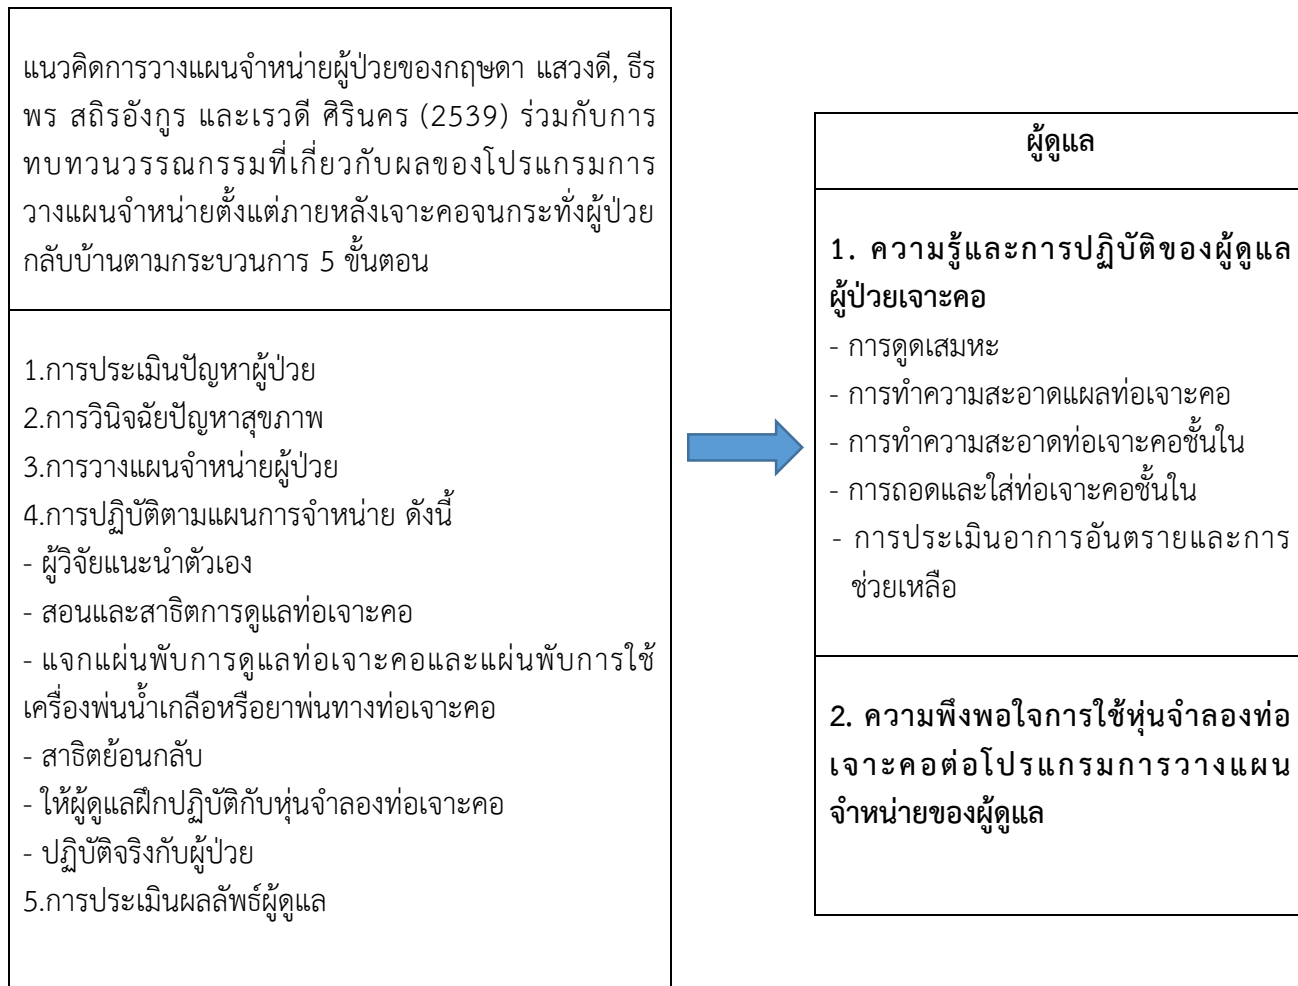 แนวคิดการวางแผนจำหน่ายผู้ป่วยของกฤษดา แสวงดี, ธีร
พร สถิรอังกูร และเรวดี ศิรินคร (2539) ร่วมกับการ
ทบทวนวรรณกรรมที่เกี่ยวกับผลของโปรแกรมการ
วางแผนจำหน่ายตั้งแต่ภายหลังเจาะคอจนกระทั่งผู้ป่วย
กลับบ้านตามกระบวนการ 5 ขั้นตอน
1.การประเมินปัญหาผู้ป่วย
2.การวินิจฉัยปัญหาสุขภาพ
3.การวางแผนจำหน่ายผู้ป่วย
4.การปฏิบัติตามแผนการจำหน่าย ดังนี้
- ผู้วิจัยแนะนำตัวเอง
- สอนและสาธิตการดูแลท่อเจาะคอ
- แจกแผ่นพับการดูแลท่อเจาะคอและแผ่นพับการใช้
เครื่องพ่นน้ำเกลือหรือยาพ่นทางท่อเจาะคอ
- สาธิตย้อนกลับ
- ให้ผู้ดูแลฝึกปฏิบัติกับหุ่นจำลองท่อเจาะคอ
- ปฏิบัติจริงกับผู้ป่วย
5.การประเมินผลลัพธ์ผู้ดูแล
ผู้ดูแล
1. ความรู้และการปฏิบัติของผู้ดูแล
ผู้ป่วยเจาะคอ
- การดูดเสมหะ
- การทำความสะอาดแผลท่อเจาะคอ
- การทำความสะอาดท่อเจาะคอชั้นใน
- การถอดและใส่ท่อเจาะคอชั้นใน
- การประเมินอาการอันตรายและการ
ช่วยเหลือ
2. ความพึงพอใจการใช้หุ่นจำลองท่อ
เจาะคอต่อโปรแกรมการวางแผน
จำหน่ายของผู้ดูแล